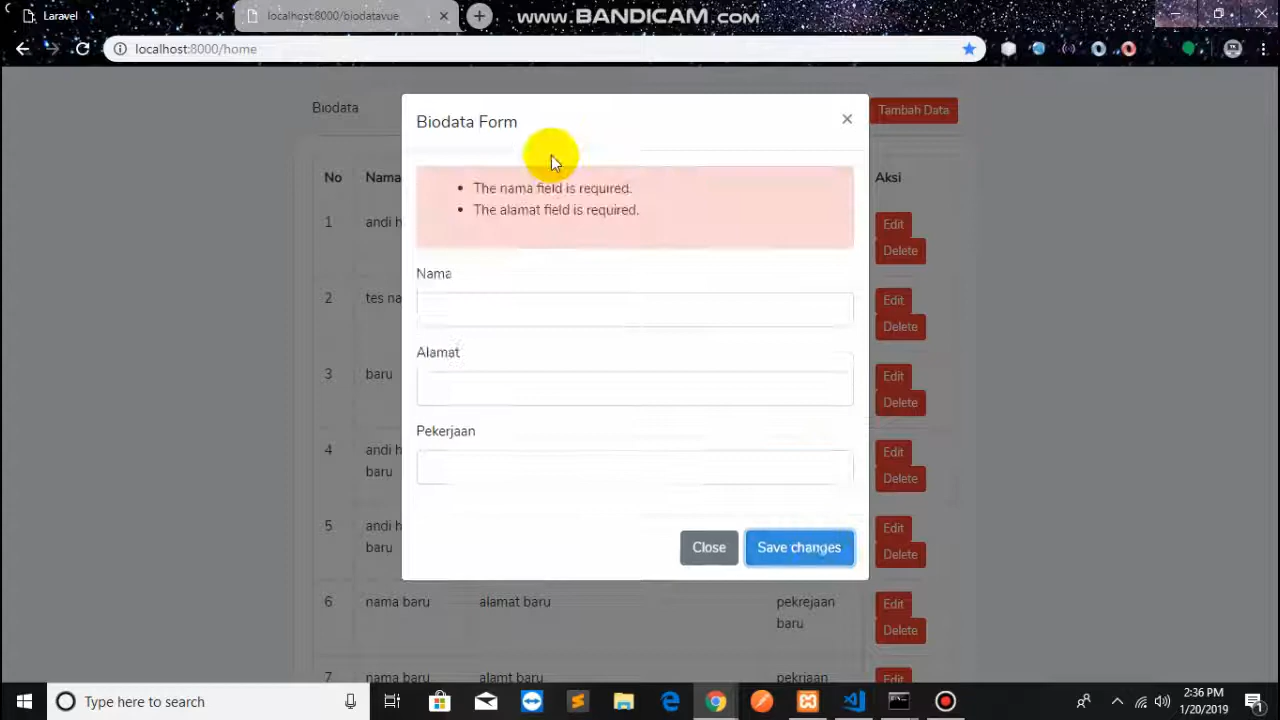 Laravel
localhost:8000/biodatavue
www.BANDICAM.com
localhost:8000/home
Biodata
Tambah Data
Biodata Form
The nama field is required.
The alamat field is required.
Nama
Alamat
Pekerjaan
Close
Save changes
No
Nama
Aksi
1
andi h
Edit
Delete
2
tes na
Edit
Delete
3
baru
Edit
Delete
4
andi h
baru
Edit
Delete
5
andi h
baru
Edit
Delete
6
nama baru
alamat baru
pekrejaan
baru
Edit
Delete
7
nama baru
alamt baru
pekrjaan
Edit
Type here to search
2:36 PM
1/20/2019